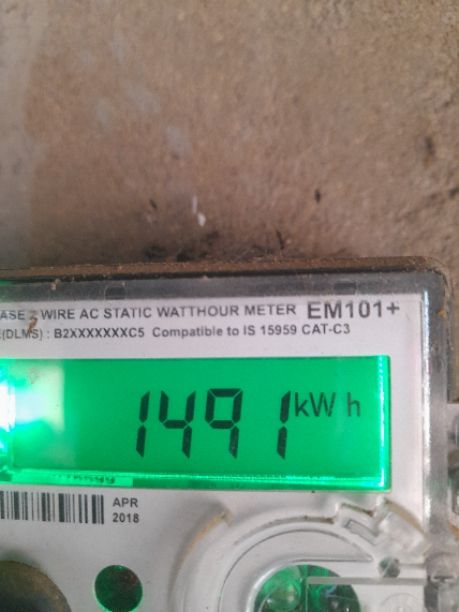 ASE 2 WIRE AC STATIC WATTHOUR METER EM101+
E(DLMS) : B2XXXXXXXC5 Compatible to IS 15959 CAT-C3
1491 kWh
APR
2018